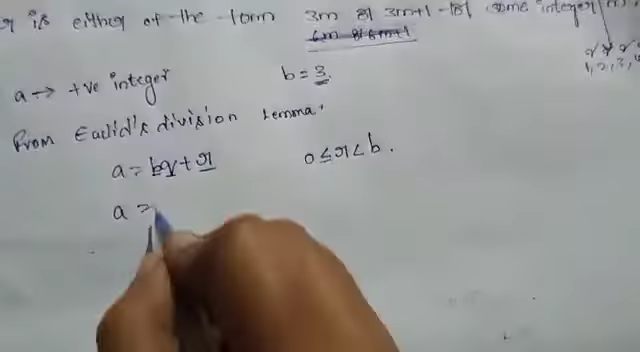 is either of the form 3m or 3m+1 for some integer
6m or 6m+1
a → +ve integer b = 3.
From Euclid's division Lemma,
a = bq + r 0 ≤ r < b.
a =